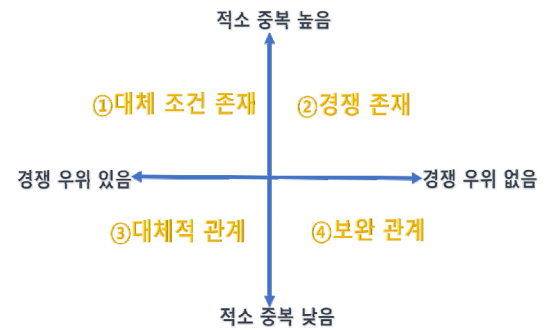 적소 중복 높음
①대체 조건 존재
②경쟁 존재
경쟁 우위 있음
경쟁 우위 없음
③대체적 관계
④보완 관계
적소 중복 낮음